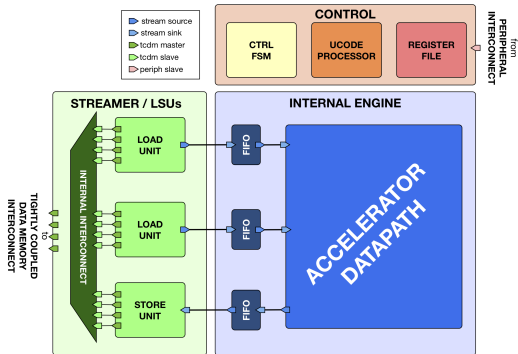 stream source
stream sink
tcdm master
tcdm slave
periph slave
CONTROL
CTRL
FSM
UCODE
PROCESSOR
REGISTER
FILE
from
PERIPHERAL
INTERCONNECT
STREAMER / LSUs
INTERNAL ENGINE
LOAD
UNIT
FIFO
LOAD
UNIT
FIFO
STORE
UNIT
FIFO
INTERNAL INTERCONNECT
ACCELERATOR
DATAPATH
to
TIGHTLY COUPLED
DATA MEMORY
INTERCONNECT